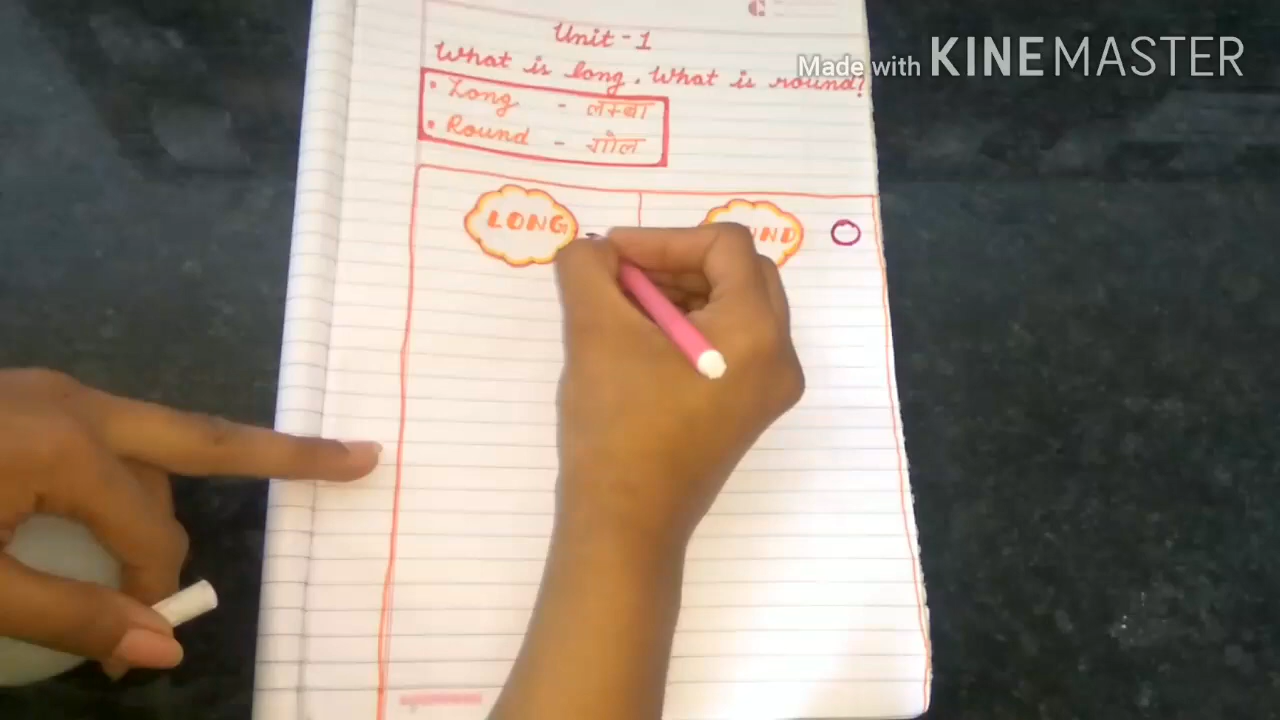 Unit - 1
What is long. What is round?
Made with KINEMASTER
• Long - लम्बा
• Round - गोल
LONG